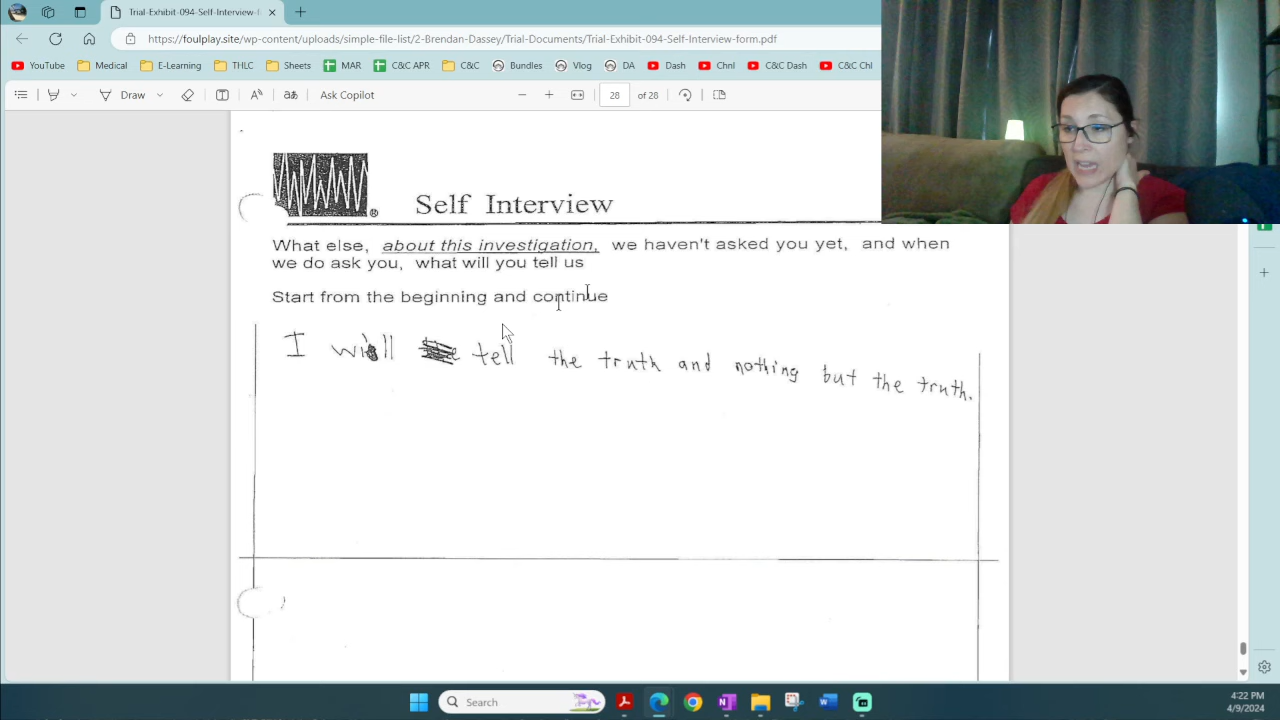 Trial-Exhibit-094-Self-Interview-f
https://foulplay.site/wp-content/uploads/simple-file-list/2-Brendan-Dassey/Trial-Documents/Trial-Exhibit-094-Self-Interview-form.pdf
YouTube Medical E-Learning THLC Sheets MAR C&C APR C&C Bundles Vlog DA Dash Chnl C&C Dash C&C Chl
Draw Ask Copilot 28 of 28
Self Interview
What else, about this investigation, we haven't asked you yet, and when
we do ask you, what will you tell us
Start from the beginning and continue
I will tell the truth and nothing but the truth.
Search
4:22 PM
4/9/2024